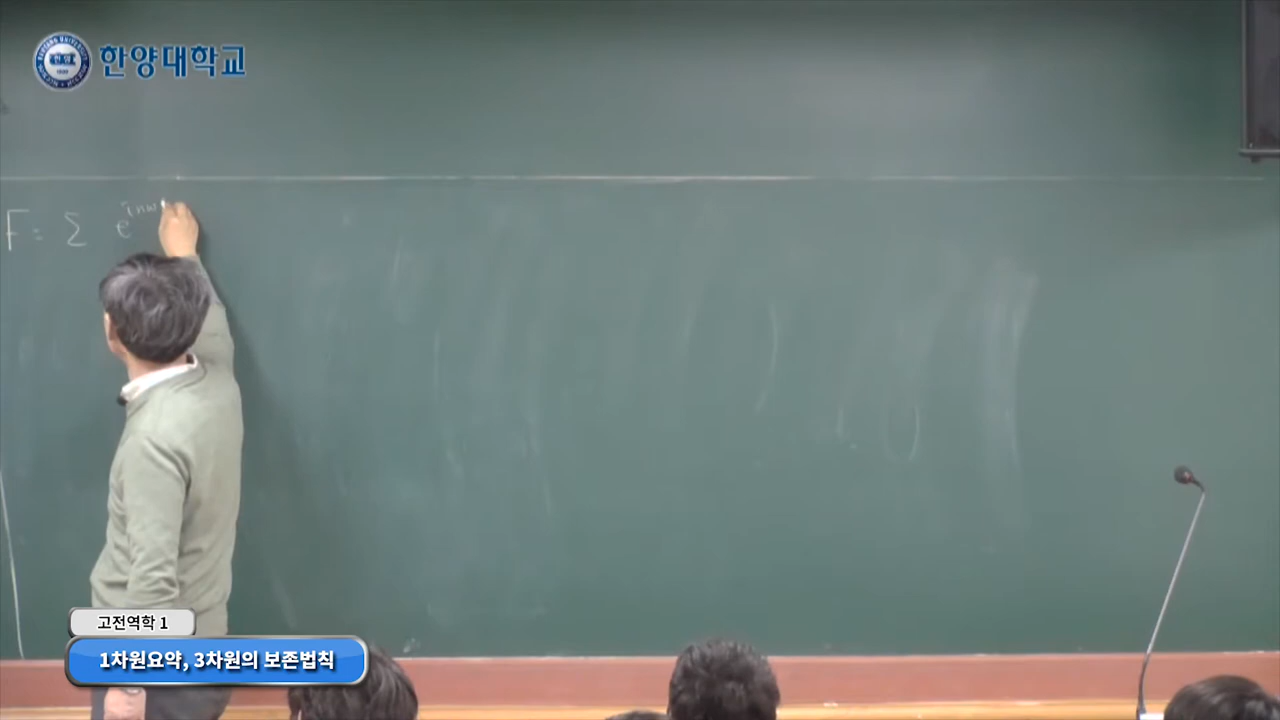 한양대학교
F = Σ e^{inω
고전역학 1
1차원요약, 3차원의 보존법칙